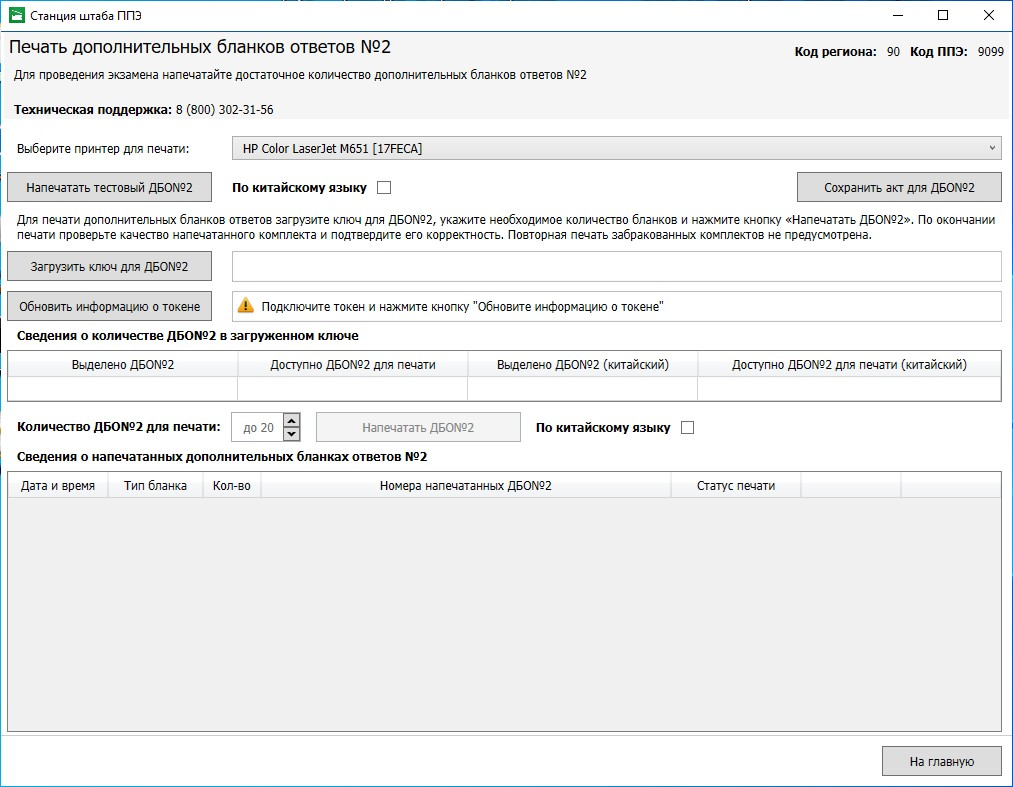 Станция штаба ППЭ
Печать дополнительных бланков ответов №2
Код региона: 90 Код ППЭ: 9099
Для проведения экзамена напечатайте достаточное количество дополнительных бланков ответов №2
Техническая поддержка: 8 (800) 302-31-56
Выберите принтер для печати:
HP Color LaserJet M651 [17FECA]
Напечатать тестовый ДБО№2
По китайскому языку
Сохранить акт для ДБО№2
Для печати дополнительных бланков ответов загрузите ключ для ДБО№2, укажите необходимое количество бланков и нажмите кнопку «Напечатать ДБО№2». По окончании
печати проверьте качество напечатанного комплекта и подтвердите его корректность. Повторная печать забракованных комплектов не предусмотрена.
Загрузить ключ для ДБО№2
Обновить информацию о токене
Подключите токен и нажмите кнопку "Обновите информацию о токене"
Сведения о количестве ДБО№2 в загруженном ключе
Выделено ДБО№2
Доступно ДБО№2 для печати
Выделено ДБО№2 (китайский)
Доступно ДБО№2 для печати (китайский)
Количество ДБО№2 для печати:
до 20
Напечатать ДБО№2
По китайскому языку
Сведения о напечатанных дополнительных бланках ответов №2
Дата и время
Тип бланка
Кол-во
Номера напечатанных ДБО№2
Статус печати
На главную